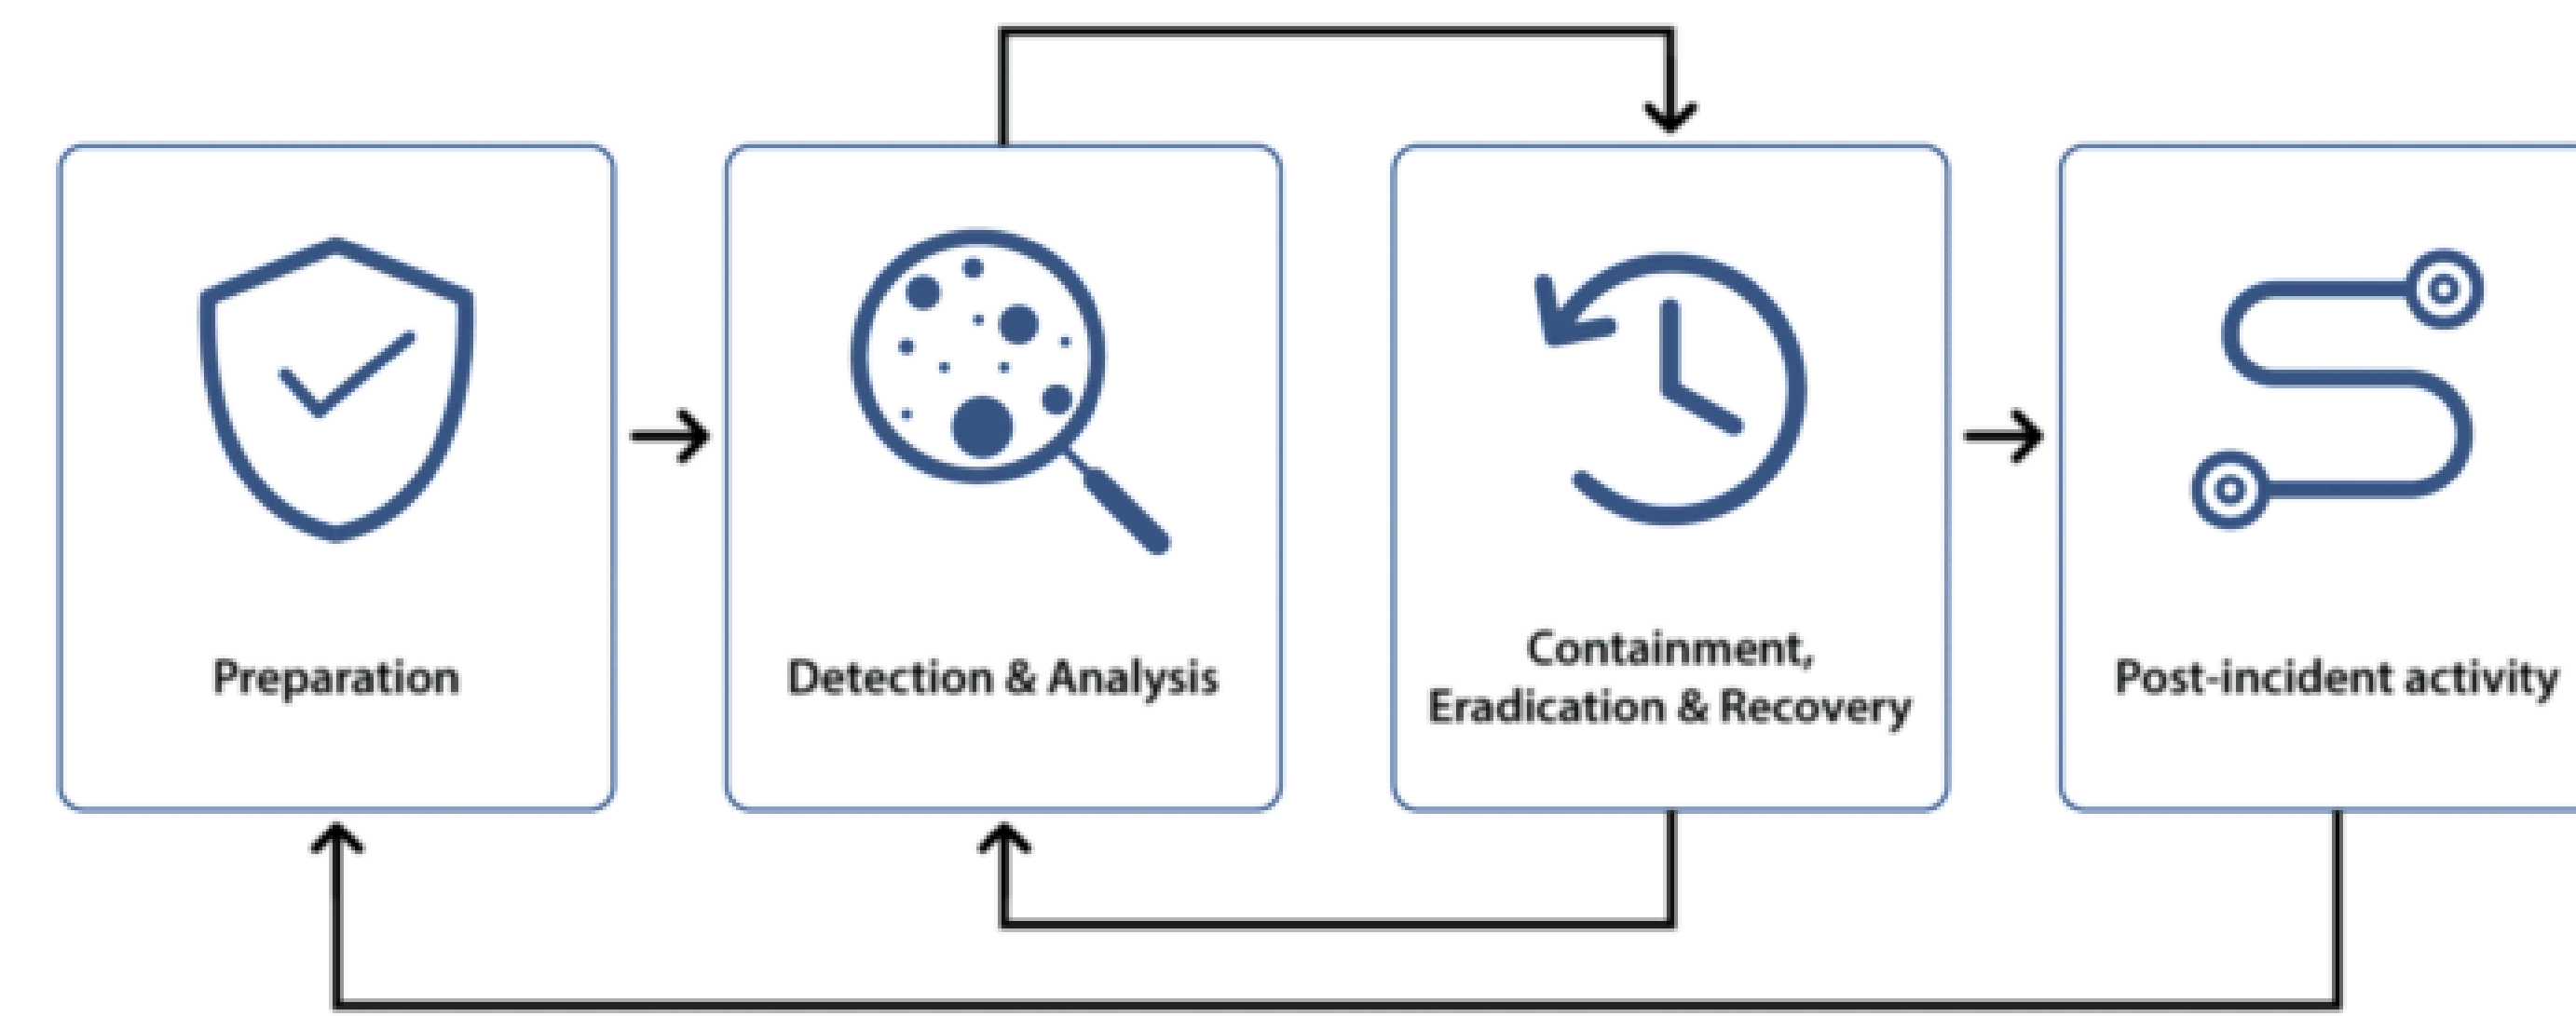 Preparation
Detection & Analysis
Containment,
Eradication & Recovery
Post-incident activity